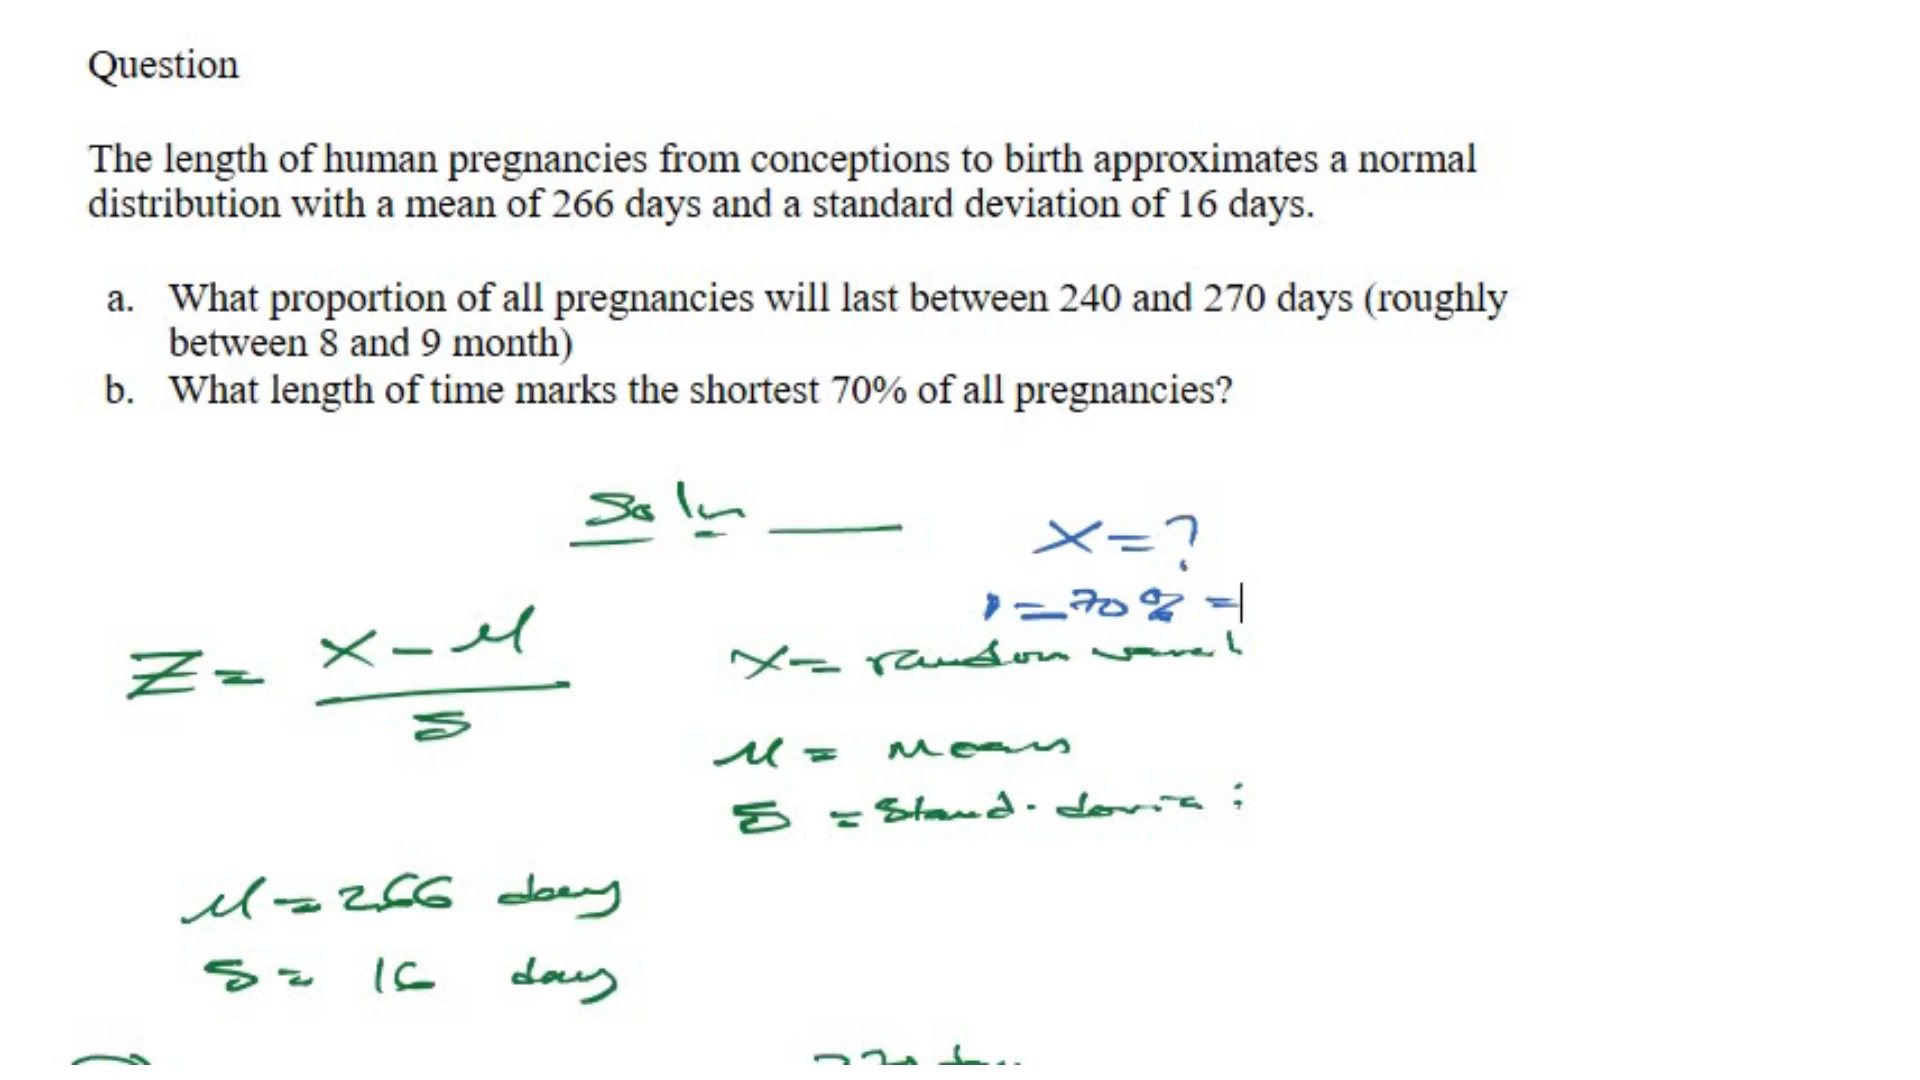 Question
The length of human pregnancies from conceptions to birth approximates a normal
distribution with a mean of 266 days and a standard deviation of 16 days.
a. What proportion of all pregnancies will last between 240 and 270 days (roughly
between 8 and 9 month)
b. What length of time marks the shortest 70% of all pregnancies?
Soln
X=?
=70% =
Z= X-μ
X= random
μ= Mean
= Stand.
μ=266 days
= 16 days